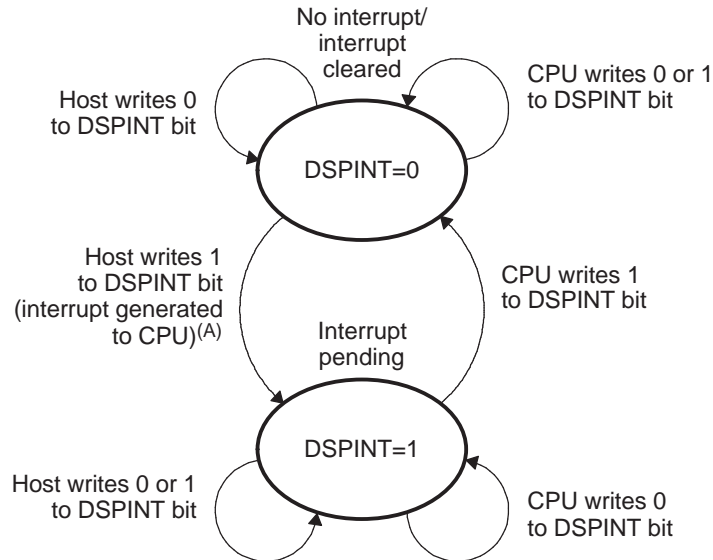 No interrupt/
interrupt
cleared
Host writes 0
to DSPINT bit
CPU writes 0 or 1
to DSPINT bit
DSPINT=0
Host writes 1
to DSPINT bit
(interrupt generated
to CPU)(A)
CPU writes 1
to DSPINT bit
Interrupt
pending
DSPINT=1
Host writes 0 or 1
to DSPINT bit
CPU writes 0
to DSPINT bit